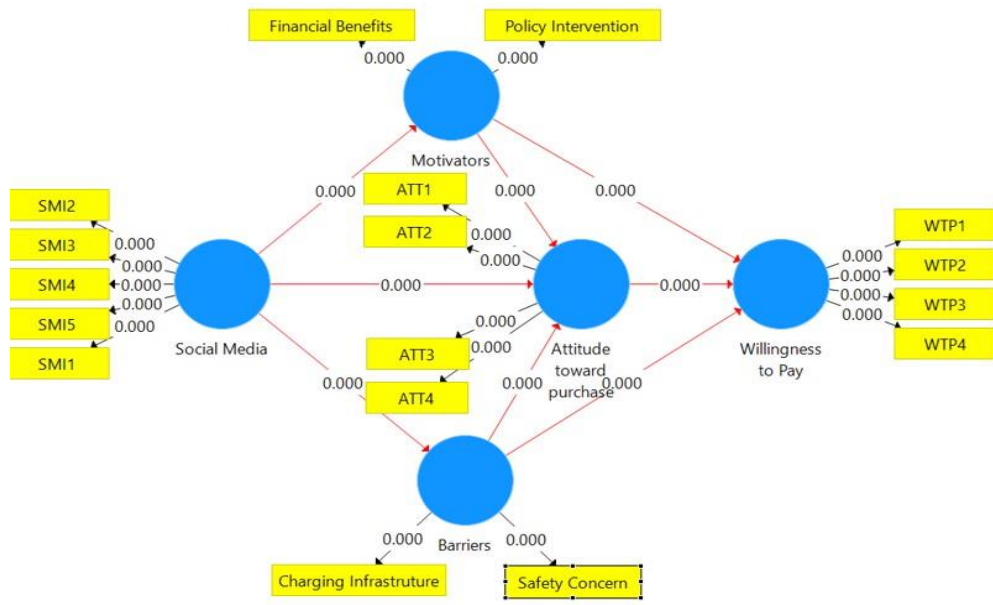 Financial Benefits
Policy Intervention
0.000
0.000
Motivators
0.000
0.000
0.000
ATT1
ATT2
0.000
0.000
SMI2
SMI3
SMI4
SMI5
SMI1
0.000
0.000
0.000
0.000
0.000
Social Media
0.000
0.000
WTP1
WTP2
WTP3
WTP4
0.000
0.000
0.000
0.000
0.000
0.000
ATT3
ATT4
Attitude
toward
purchase
Willingness
to Pay
0.000
0.000
0.000
Barriers
0.000
0.000
Charging Infrastruture
Safety Concern